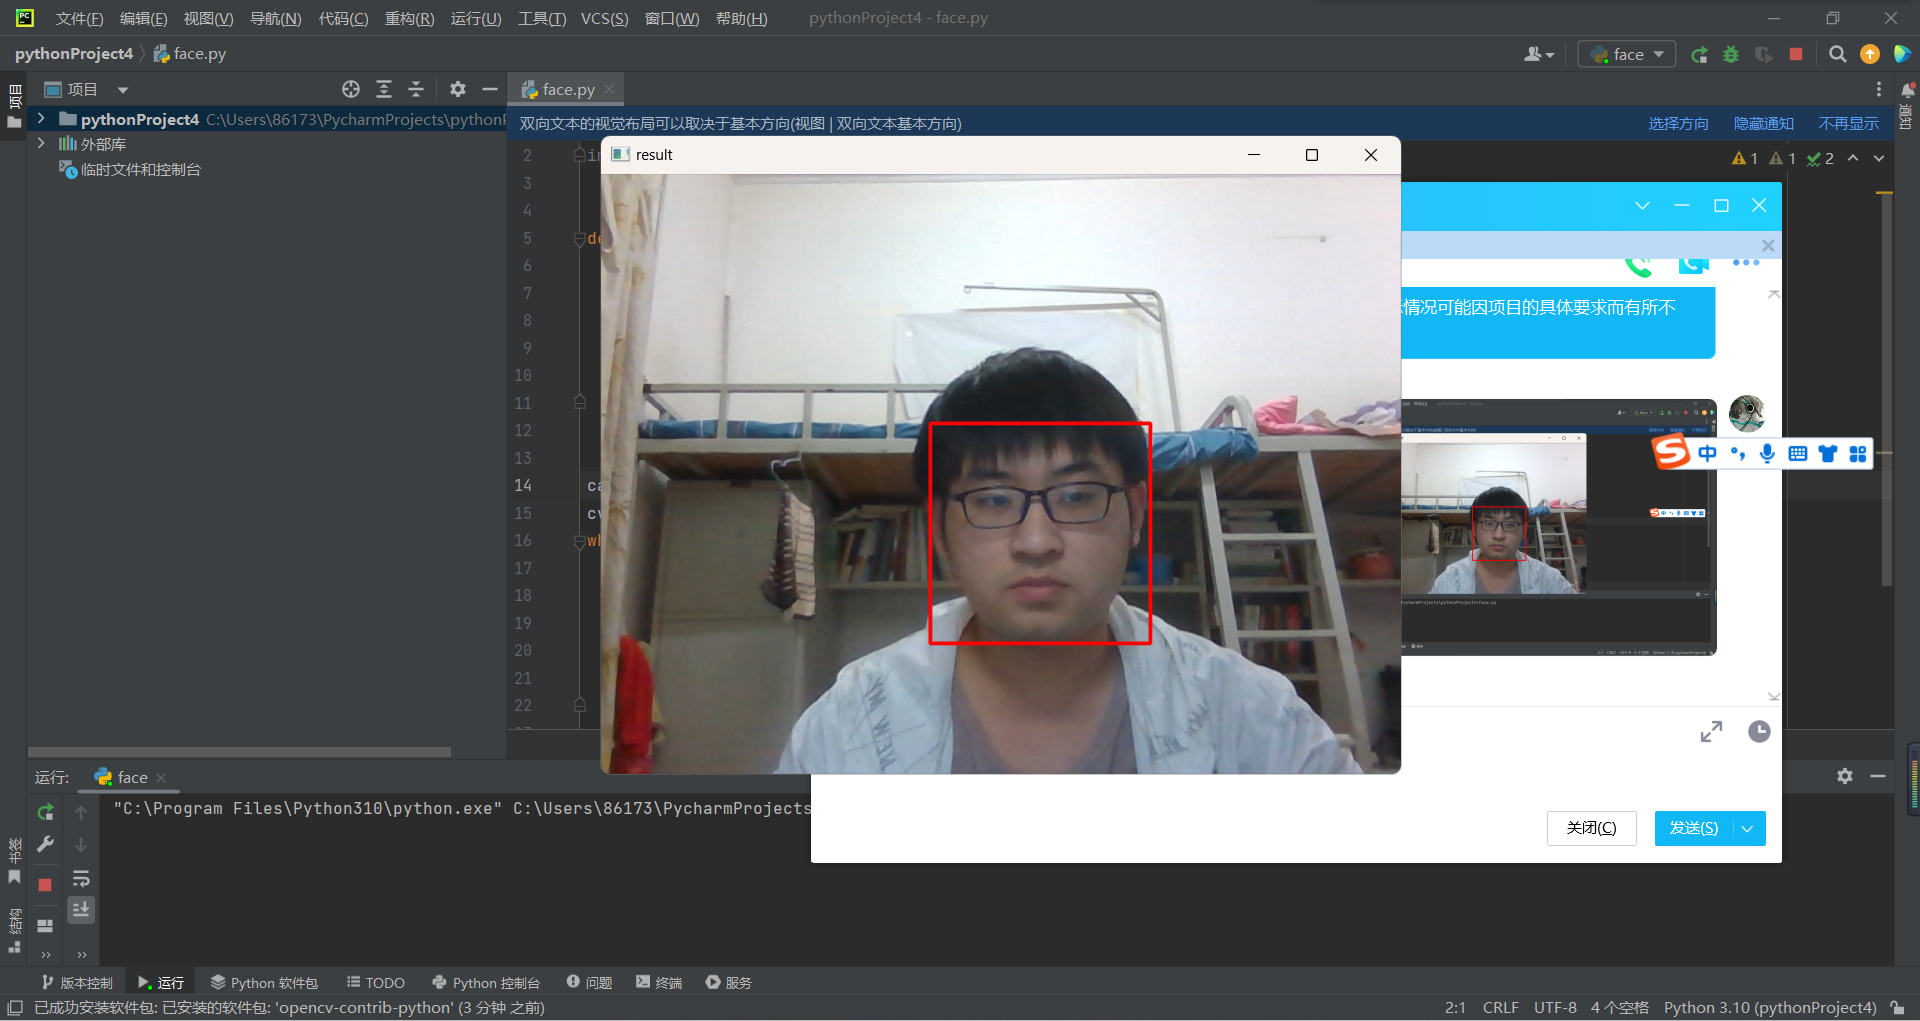 文件(F) 编辑(E) 视图(V) 导航(N) 代码(C) 重构(R) 运行(U) 工具(T) VCS(S) 窗口(W) 帮助(H) pythonProject4 - face.py
pythonProject4 face.py
face
项目
face.py
项目
通知
pythonProject4 C:\Users\86173\PycharmProjects\python
外部库
临时文件和控制台
双向文本的视觉布局可以取决于基本方向(视图 | 双向文本基本方向) 选择方向 隐藏通知 不再显示
1 1 2
result
2
3
4
5
6
7
8
9
10
11
12
13
14 ca
15 cv
16 wh
17
18
19
20
21
22
情况可能因项目的具体要求而有所不
中
关闭(C) 发送(S)
运行: face
"C:\Program Files\Python310\python.exe" C:\Users\86173\PycharmProjects
书签
结构
版本控制 运行 Python 软件包 TODO Python 控制台 问题 终端 服务
已成功安装软件包: 已安装的软件包: 'opencv-contrib-python' (3 分钟 之前) 2:1 CRLF UTF-8 4 个空格 Python 3.10 (pythonProject4)